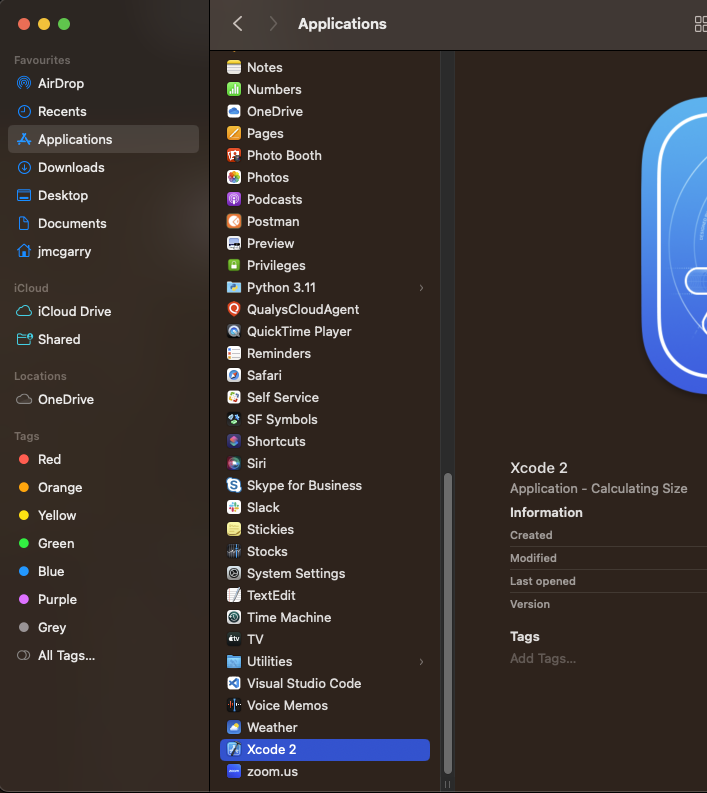 Applications
Favourites
AirDrop
Recents
Applications
Downloads
Desktop
Documents
jmcgarry
iCloud
iCloud Drive
Shared
Locations
OneDrive
Tags
Red
Orange
Yellow
Green
Blue
Purple
Grey
All Tags...
Notes
Numbers
OneDrive
Pages
Photo Booth
Photos
Podcasts
Postman
Preview
Privileges
Python 3.11
QualysCloudAgent
QuickTime Player
Reminders
Safari
Self Service
SF Symbols
Shortcuts
Siri
Skype for Business
Slack
Stickies
Stocks
System Settings
TextEdit
Time Machine
TV
Utilities
Visual Studio Code
Voice Memos
Weather
Xcode 2
zoom.us
Xcode 2
Application - Calculating Size
Information
Created
Modified
Last opened
Version
Tags
Add Tags...